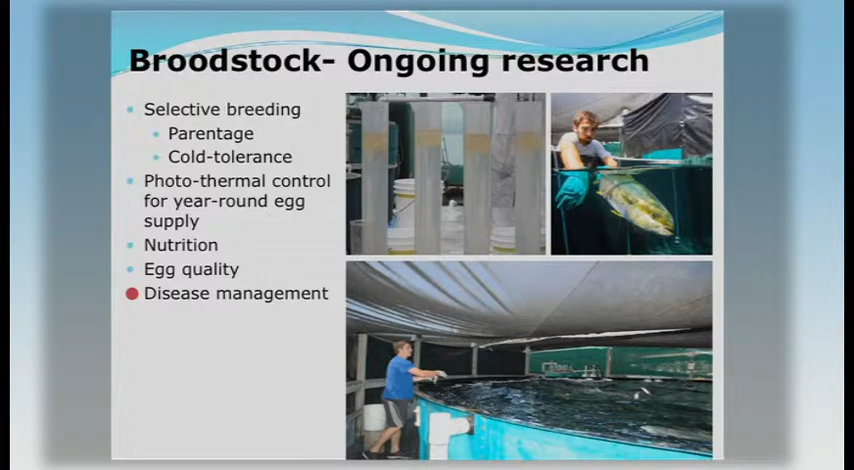 Broodstock- Ongoing research
Selective breeding
Parentage
Cold-tolerance
Photo-thermal control
for year-round egg
supply
Nutrition
Egg quality
Disease management